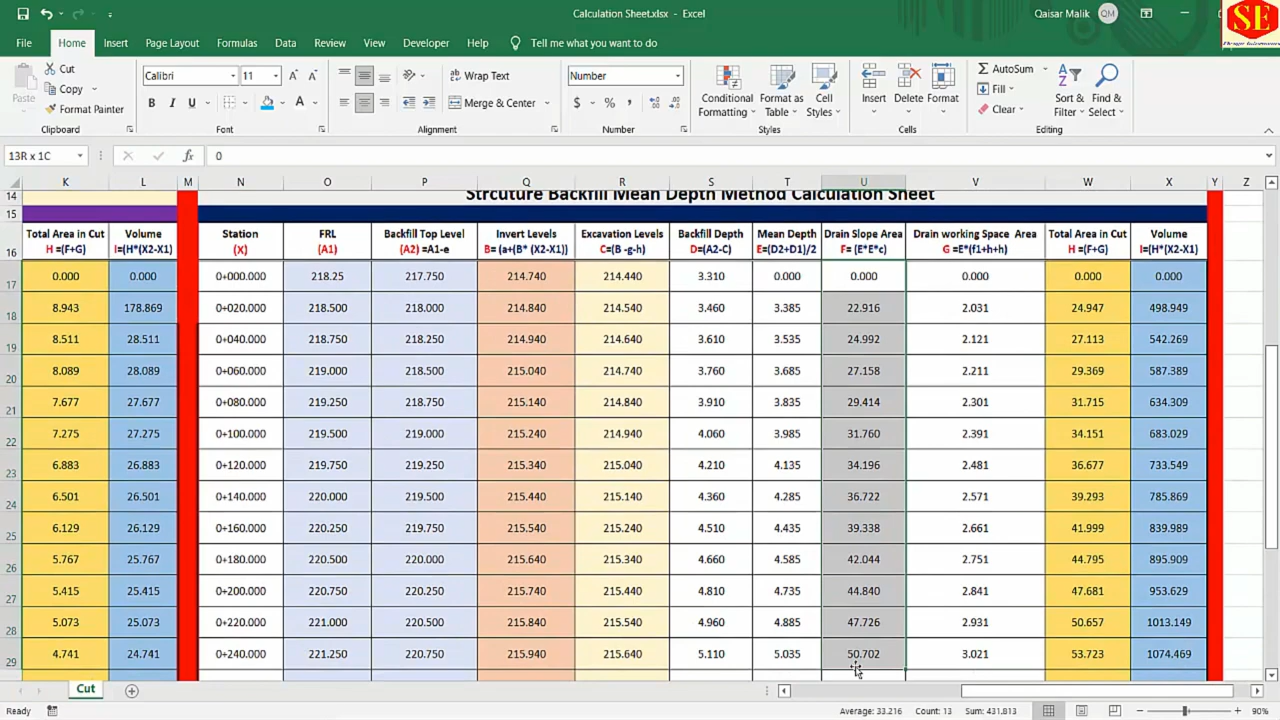 Calculation Sheet.xlsx - Excel
Qaisar Malik QM
SE
File Home Insert Page Layout Formulas Data Review View Developer Help Tell me what you want to do
Paste Cut Copy Format Painter
Clipboard
Calibri 11
B I U
Font
Wrap Text
Merge & Center
Alignment
Number
$ % ,
Number
Conditional Formatting
Format as Table
Cell Styles
Styles
Insert Delete Format
Cells
AutoSum
Fill
Clear
Sort & Filter
Find & Select
Editing
13R x 1C fx 0
K L M N O P Q R S T U V W X Y Z
14 Strcuture Backfill Mean Depth Method Calculation Sheet
15
16 Total Area in Cut Volume Station FRL Backfill Top Level Invert Levels Excavation Levels Backfill Depth Mean Depth Drain Slope Area Drain working Space Area Total Area in Cut Volume
H =(F+G) I=(H*(X2-X1) (X) (A1) (A2) =A1-e B= (a+(B* (X2-X1)) C=(B -g-h) D=(A2-C) E=(D2+D1)/2 F= (E*E*c) G =E*(f1+h+h) H =(F+G) I=(H*(X2-X1)
17 0.000 0.000 0+000.000 218.25 217.750 214.740 214.440 3.310 0.000 0.000 0.000 0.000 0.000
18 8.943 178.869 0+020.000 218.500 218.000 214.840 214.540 3.460 3.385 22.916 2.031 24.947 498.949
19 8.511 28.511 0+040.000 218.750 218.250 214.940 214.640 3.610 3.535 24.992 2.121 27.113 542.269
20 8.089 28.089 0+060.000 219.000 218.500 215.040 214.740 3.760 3.685 27.158 2.211 29.369 587.389
21 7.677 27.677 0+080.000 219.250 218.750 215.140 214.840 3.910 3.835 29.414 2.301 31.715 634.309
22 7.275 27.275 0+100.000 219.500 219.000 215.240 214.940 4.060 3.985 31.760 2.391 34.151 683.029
23 6.883 26.883 0+120.000 219.750 219.250 215.340 215.040 4.210 4.135 34.196 2.481 36.677 733.549
24 6.501 26.501 0+140.000 220.000 219.500 215.440 215.140 4.360 4.285 36.722 2.571 39.293 785.869
25 6.129 26.129 0+160.000 220.250 219.750 215.540 215.240 4.510 4.435 39.338 2.661 41.999 839.989
26 5.767 25.767 0+180.000 220.500 220.000 215.640 215.340 4.660 4.585 42.044 2.751 44.795 895.909
27 5.415 25.415 0+200.000 220.750 220.250 215.740 215.440 4.810 4.735 44.840 2.841 47.681 953.629
28 5.073 25.073 0+220.000 221.000 220.500 215.840 215.540 4.960 4.885 47.726 2.931 50.657 1013.149
29 4.741 24.741 0+240.000 221.250 220.750 215.940 215.640 5.110 5.035 50.702 3.021 53.723 1074.469
Cut
Ready Average: 33.216 Count: 13 Sum: 431.813 90%